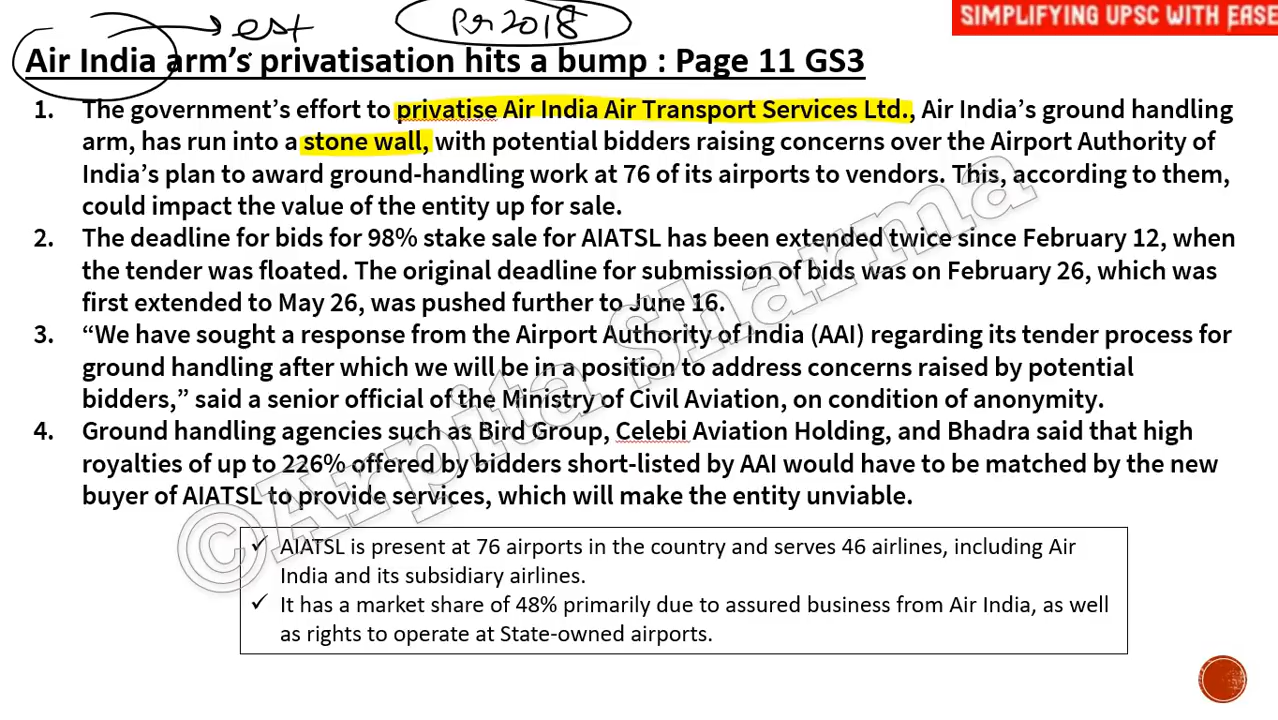 est
Pr 2018
SIMPLIFYING UPSC WITH EASE
Air India arm’s privatisation hits a bump : Page 11 GS3
1. The government’s effort to privatise Air India Air Transport Services Ltd., Air India’s ground handling
arm, has run into a stone wall, with potential bidders raising concerns over the Airport Authority of
India’s plan to award ground-handling work at 76 of its airports to vendors. This, according to them,
could impact the value of the entity up for sale.
2. The deadline for bids for 98% stake sale for AIATSL has been extended twice since February 12, when
the tender was floated. The original deadline for submission of bids was on February 26, which was
first extended to May 26, was pushed further to June 16.
3. “We have sought a response from the Airport Authority of India (AAI) regarding its tender process for
ground handling after which we will be in a position to address concerns raised by potential
bidders,” said a senior official of the Ministry of Civil Aviation, on condition of anonymity.
4. Ground handling agencies such as Bird Group, Celebi Aviation Holding, and Bhadra said that high
royalties of up to 226% offered by bidders short-listed by AAI would have to be matched by the new
buyer of AIATSL to provide services, which will make the entity unviable.
✓ AIATSL is present at 76 airports in the country and serves 46 airlines, including Air
India and its subsidiary airlines.
✓ It has a market share of 48% primarily due to assured business from Air India, as well
as rights to operate at State-owned airports.
©Arpita Sharma